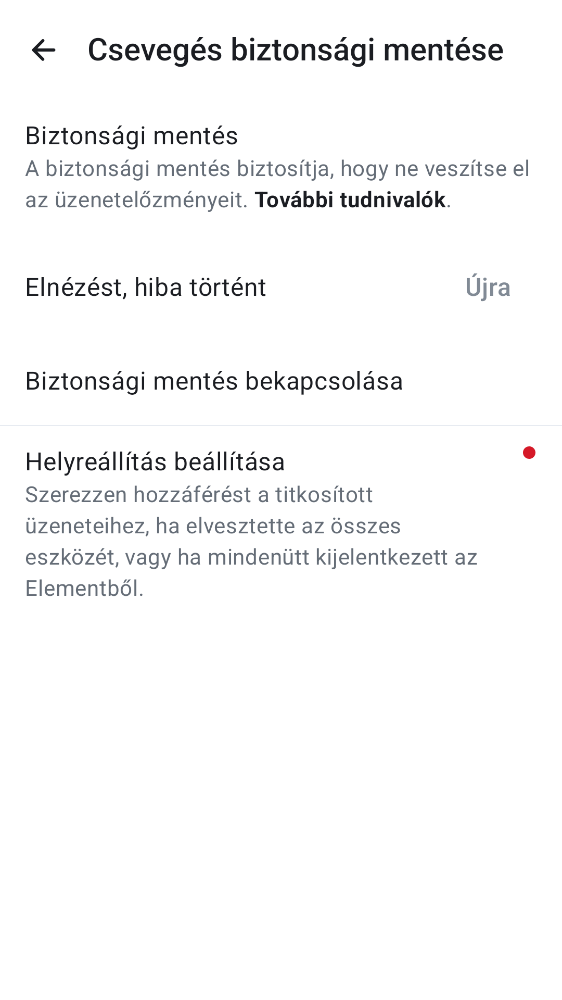 Csevegés biztonsági mentése
Biztonsági mentés
A biztonsági mentés biztosítja, hogy ne veszítse el
az üzenetelőzményeit. További tudnivalók.
Elnézést, hiba történt Újra
Biztonsági mentés bekapcsolása
Helyreállítás beállítása
Szerezzen hozzáférést a titkosított
üzeneteihez, ha elvesztette az összes
eszközét, vagy ha mindenütt kijelentkezett az
Elementből.